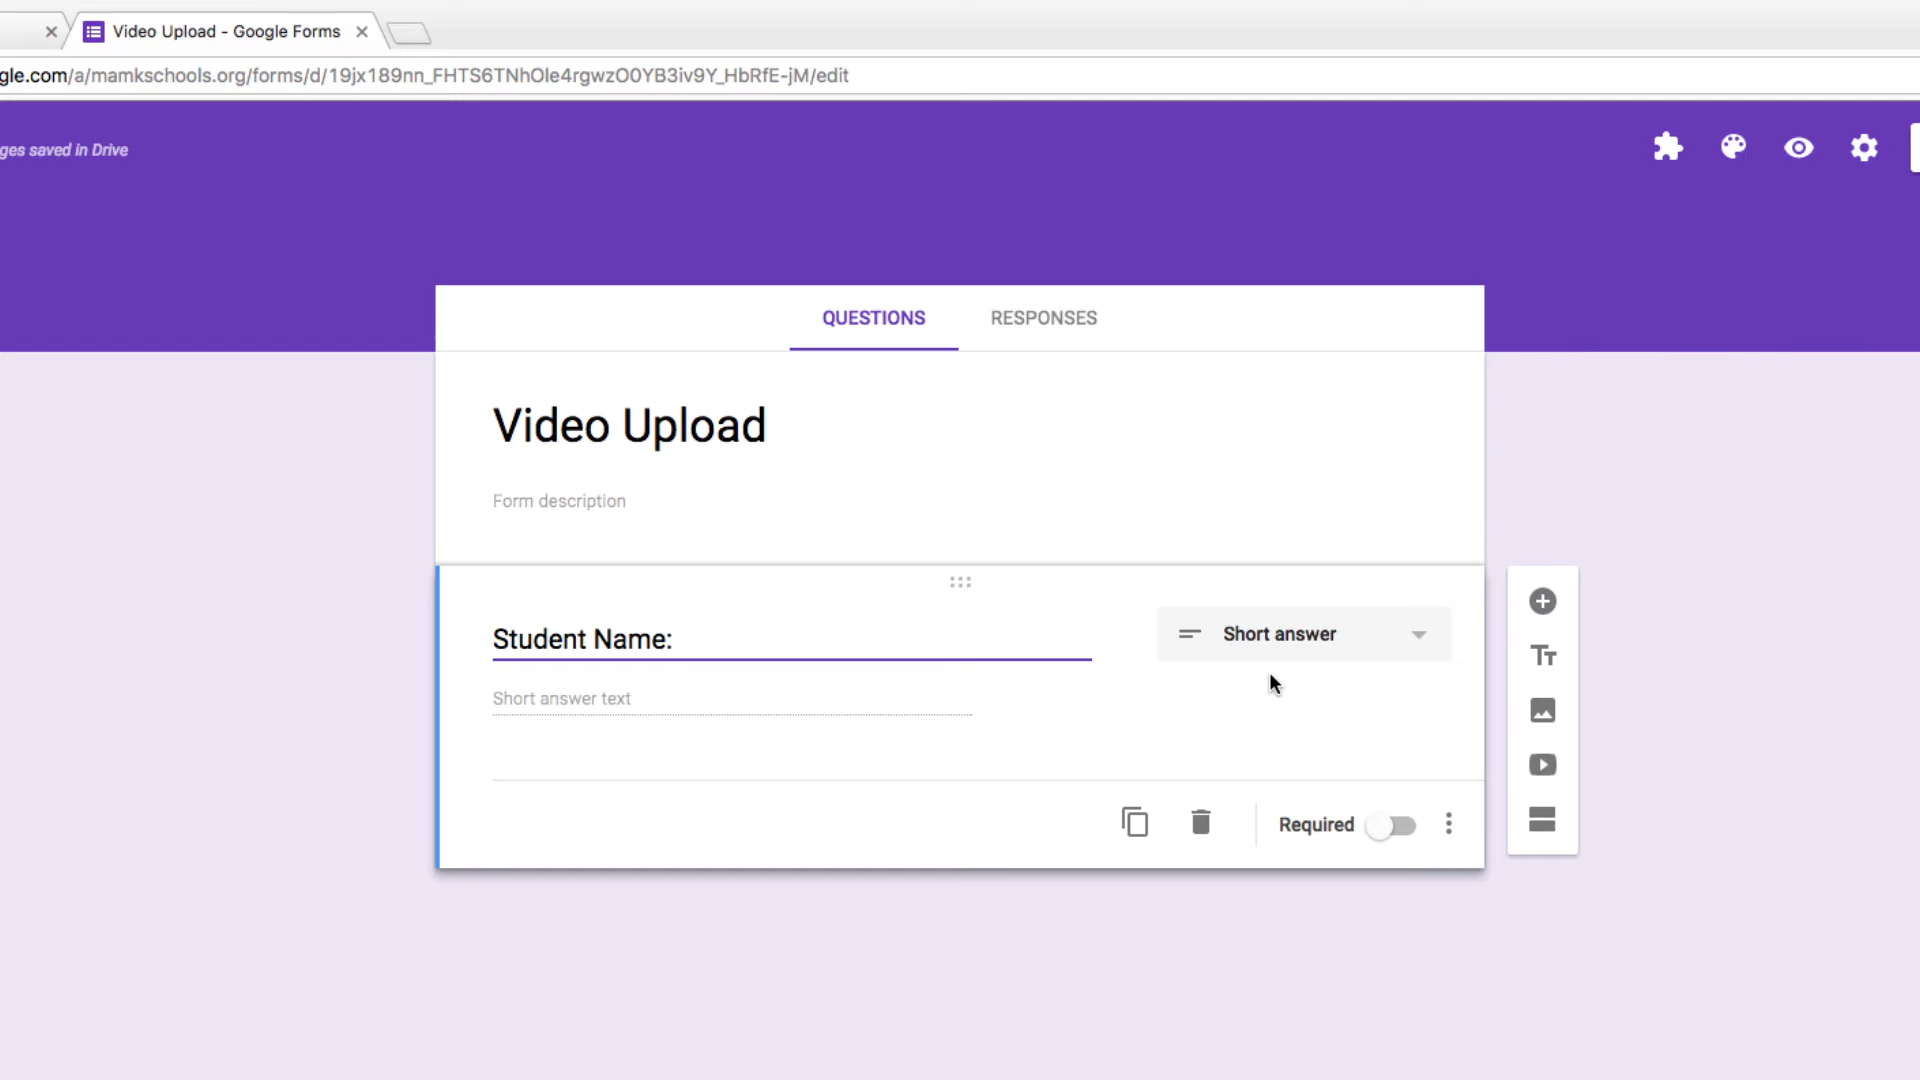 Video Upload - Google Forms
gle.com/a/mamkschools.org/forms/d/19jx189nn_FHTS6TNhOle4rgwzO0YB3iv9Y_HbRfE-jM/edit
ges saved in Drive
QUESTIONS RESPONSES
Video Upload
Form description
Student Name:
Short answer
Short answer text
Required